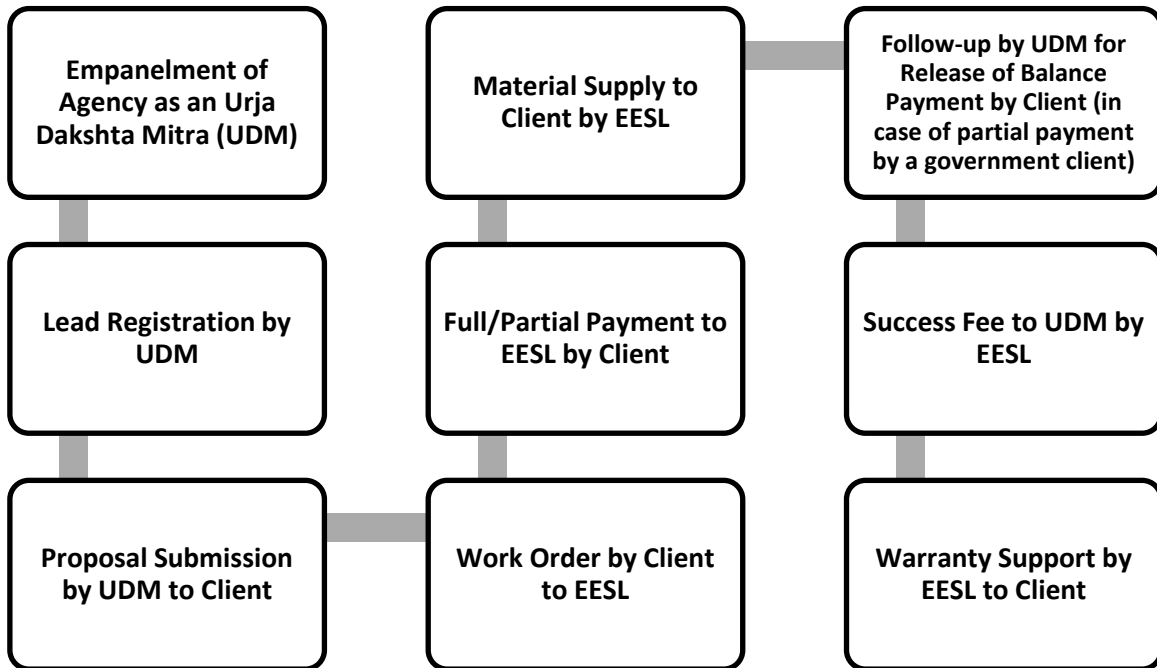 Empanelment of
Agency as an Urja
Dakshta Mitra (UDM)
Lead Registration by
UDM
Proposal Submission
by UDM to Client
Work Order by Client
to EESL
Full/Partial Payment to
EESL by Client
Material Supply to
Client by EESL
Follow-up by UDM for
Release of Balance
Payment by Client (in
case of partial payment
by a government client)
Success Fee to UDM by
EESL
Warranty Support by
EESL to Client